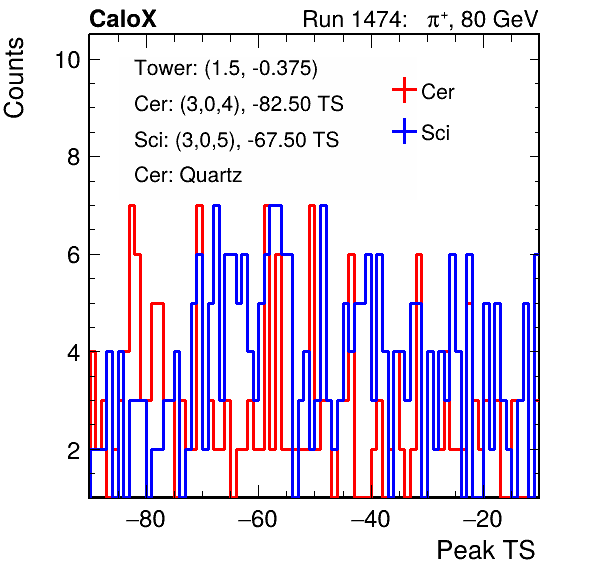 CaloX Run 1474: π⁺, 80 GeV
Counts
Tower: (1.5, -0.375)
Cer: (3,0,4), -82.50 TS
Sci: (3,0,5), -67.50 TS
Cer: Quartz
Cer
Sci
10
8
6
4
2
−80 −60 −40 −20
Peak TS